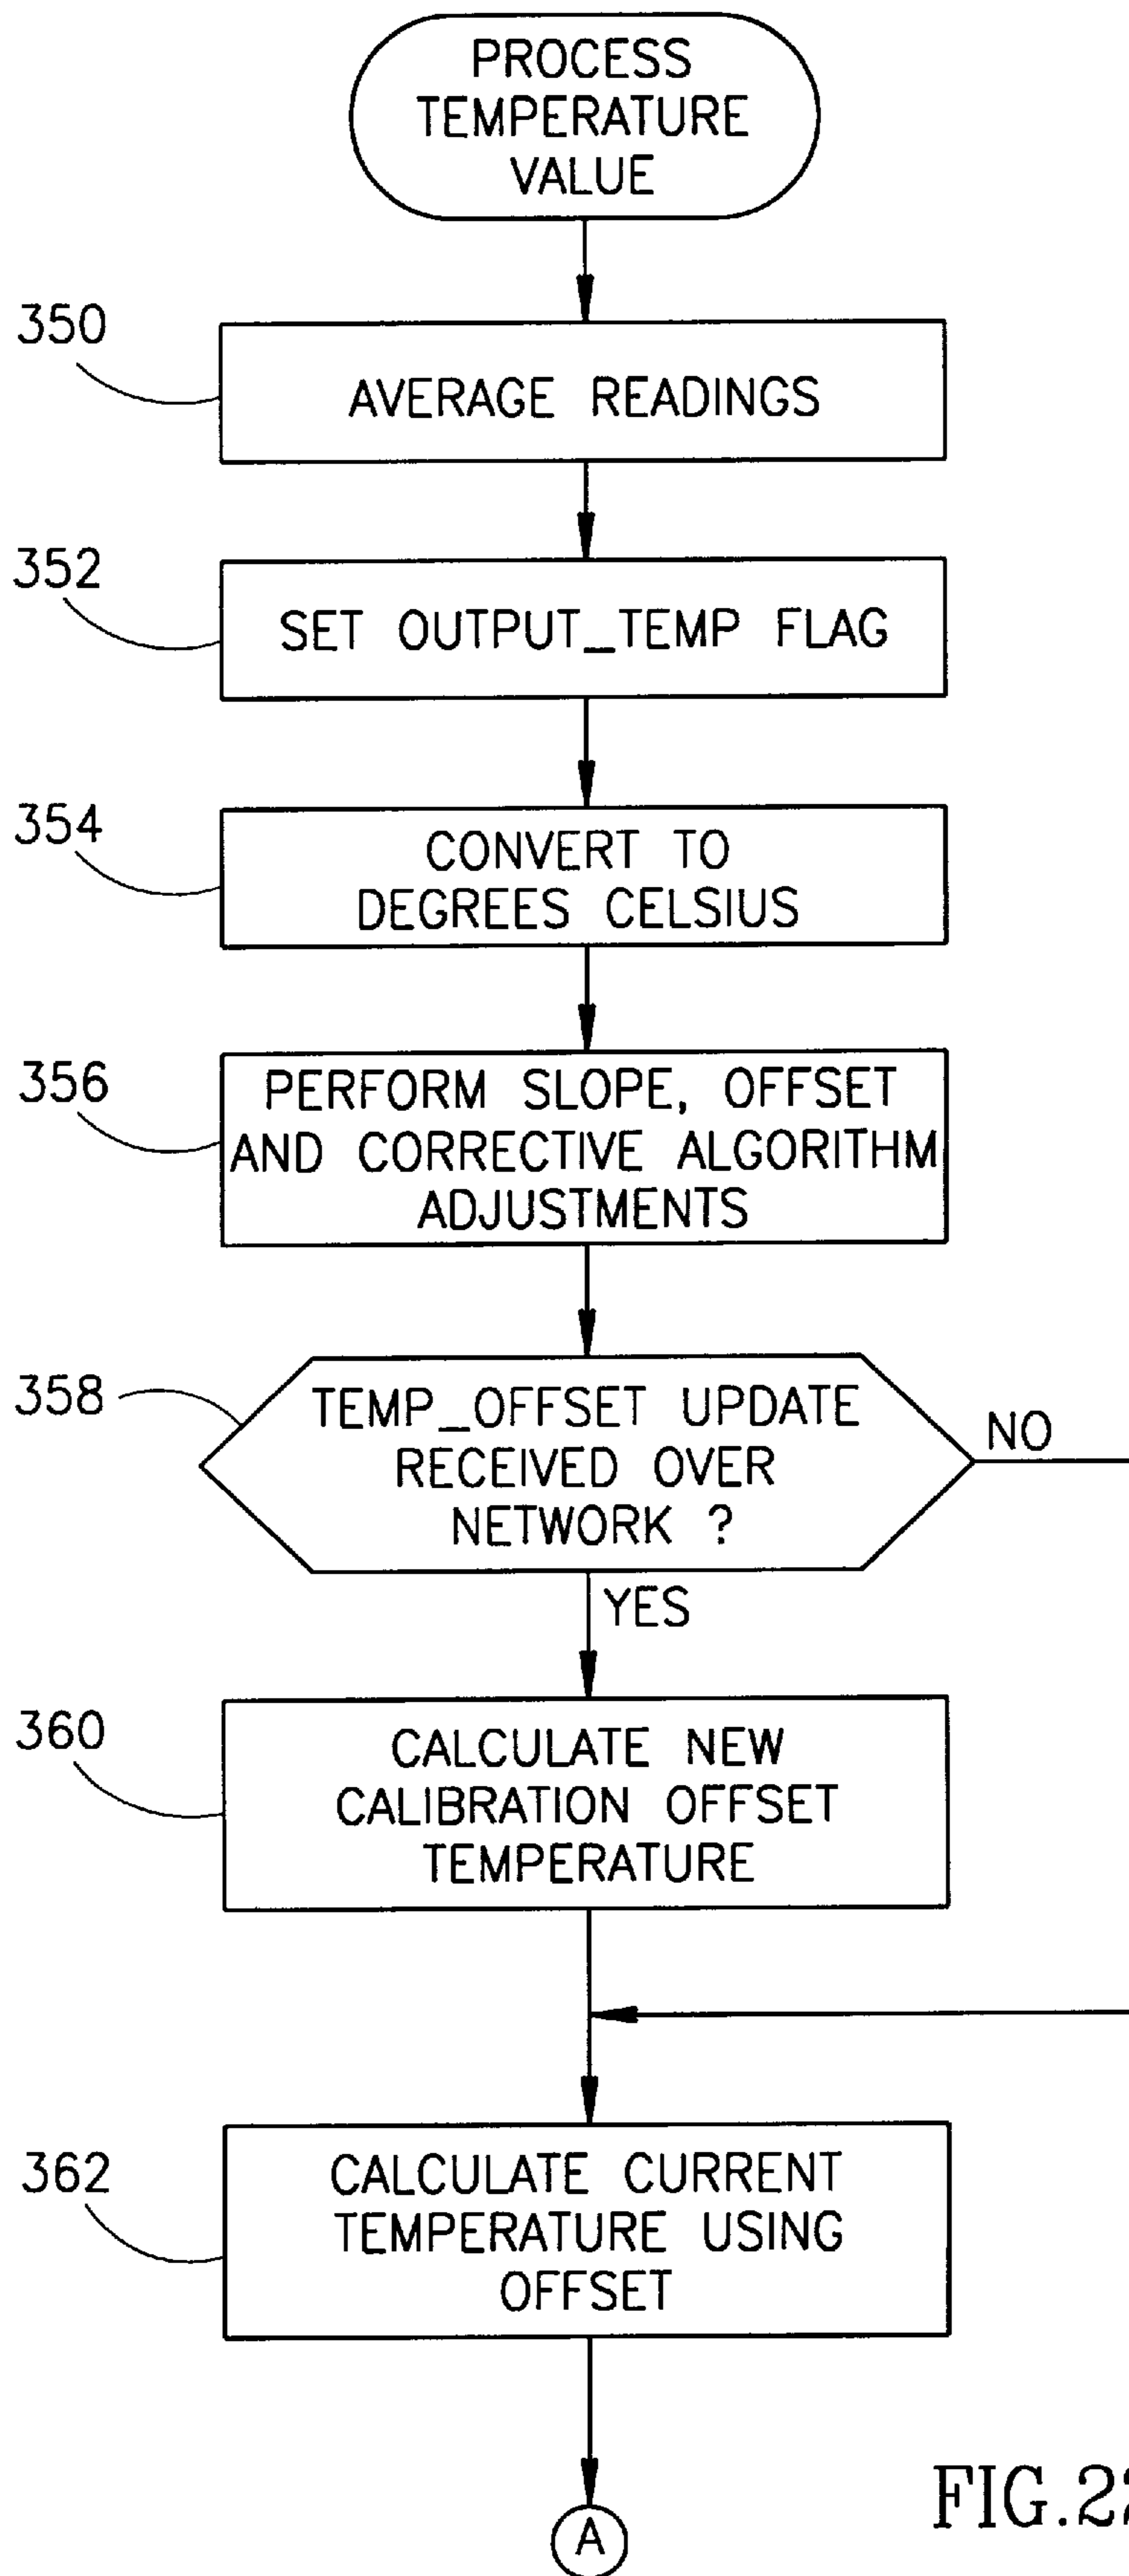 PROCESS
TEMPERATURE
VALUE
350
AVERAGE READINGS
352
SET OUTPUT_TEMP FLAG
354
CONVERT TO
DEGREES CELSIUS
356
PERFORM SLOPE, OFFSET
AND CORRECTIVE ALGORITHM
ADJUSTMENTS
358
TEMP_OFFSET UPDATE
RECEIVED OVER
NETWORK ?
NO
YES
360
CALCULATE NEW
CALIBRATION OFFSET
TEMPERATURE
362
CALCULATE CURRENT
TEMPERATURE USING
OFFSET
A
FIG.22